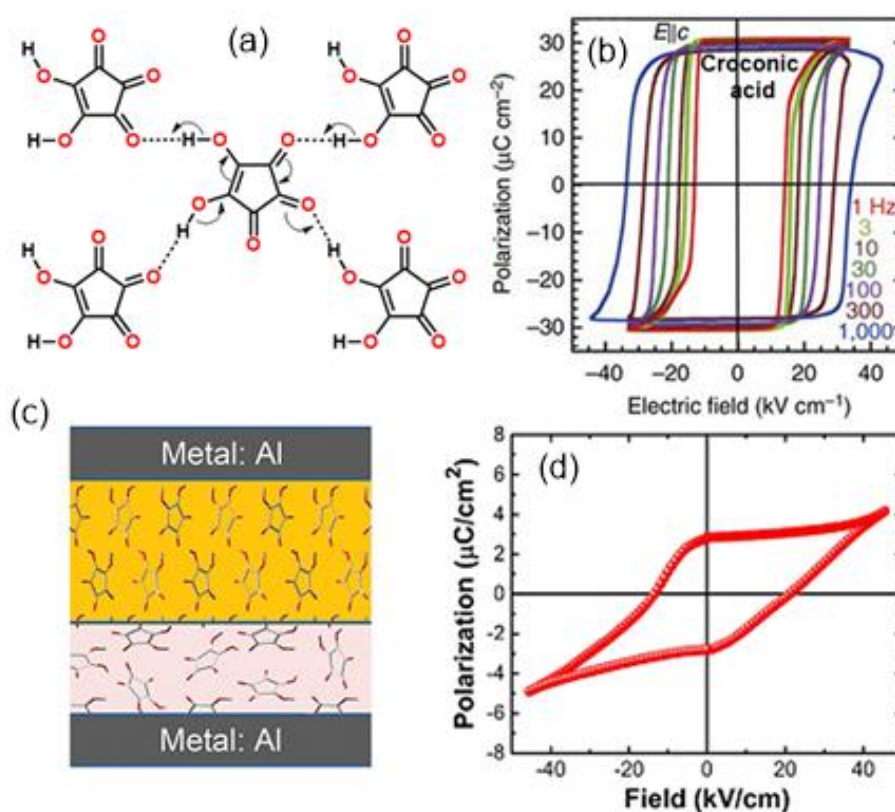 (a)
O O
H H
O O O O
H O O H O O H O O
O O
H
O O O
H H H
O O O O
H O H O
(b)
E||c
Croconic
acid
30
20
10
0
−10
−20
−30
Polarization (μC cm⁻²)
1 Hz
3
10
30
100
300
1,000
−40 −20 0 20 40
Electric field (kV cm⁻¹)
(c)
Metal: Al
Metal: Al
(d)
8
6
4
2
0
-2
-4
-6
-8
Polarization (μC/cm²)
-40 -20 0 20 40
Field (kV/cm)